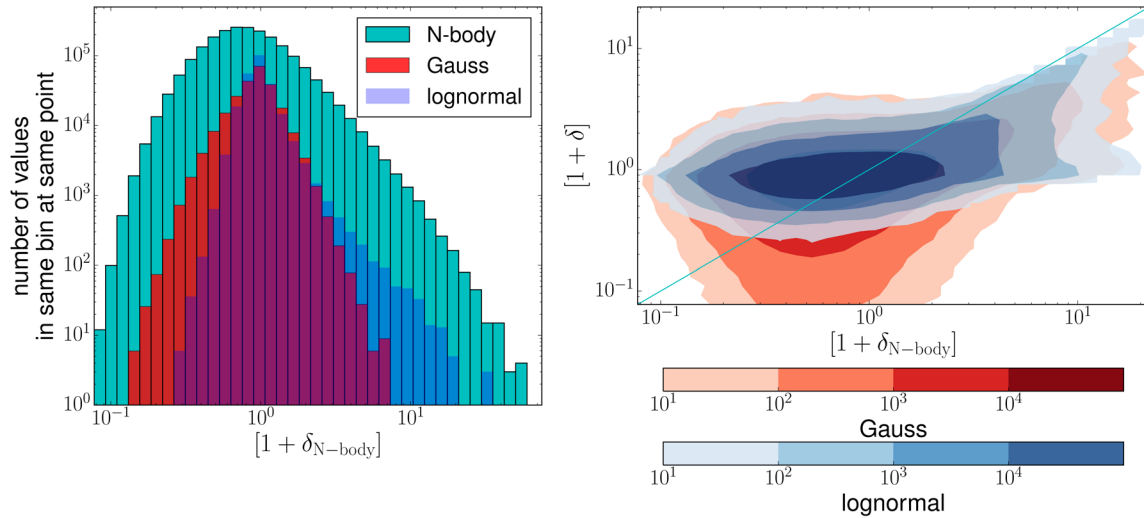 10^5
10^4
10^3
10^2
10^1
10^0
number of values
in same bin at same point
N-body
Gauss
lognormal
10^−1
10^0
10^1
[1 + δ_N−body]
10^1
10^0
10^−1
[1 + δ]
10^−1
10^0
10^1
[1 + δ_N−body]
10^1
10^2
10^3
10^4
Gauss
10^1
10^2
10^3
10^4
lognormal